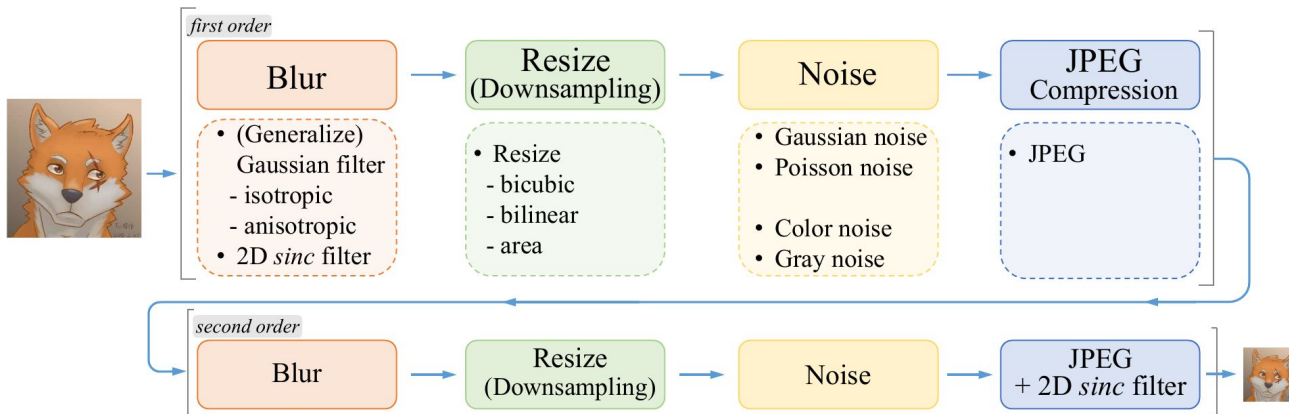 first order
Blur
Resize
(Downsampling)
Noise
JPEG
Compression
• (Generalize)
Gaussian filter
- isotropic
- anisotropic
• 2D sinc filter
• Resize
- bicubic
- bilinear
- area
• Gaussian noise
• Poisson noise
• Color noise
• Gray noise
• JPEG
second order
Blur
Resize
(Downsampling)
Noise
JPEG
+ 2D sinc filter